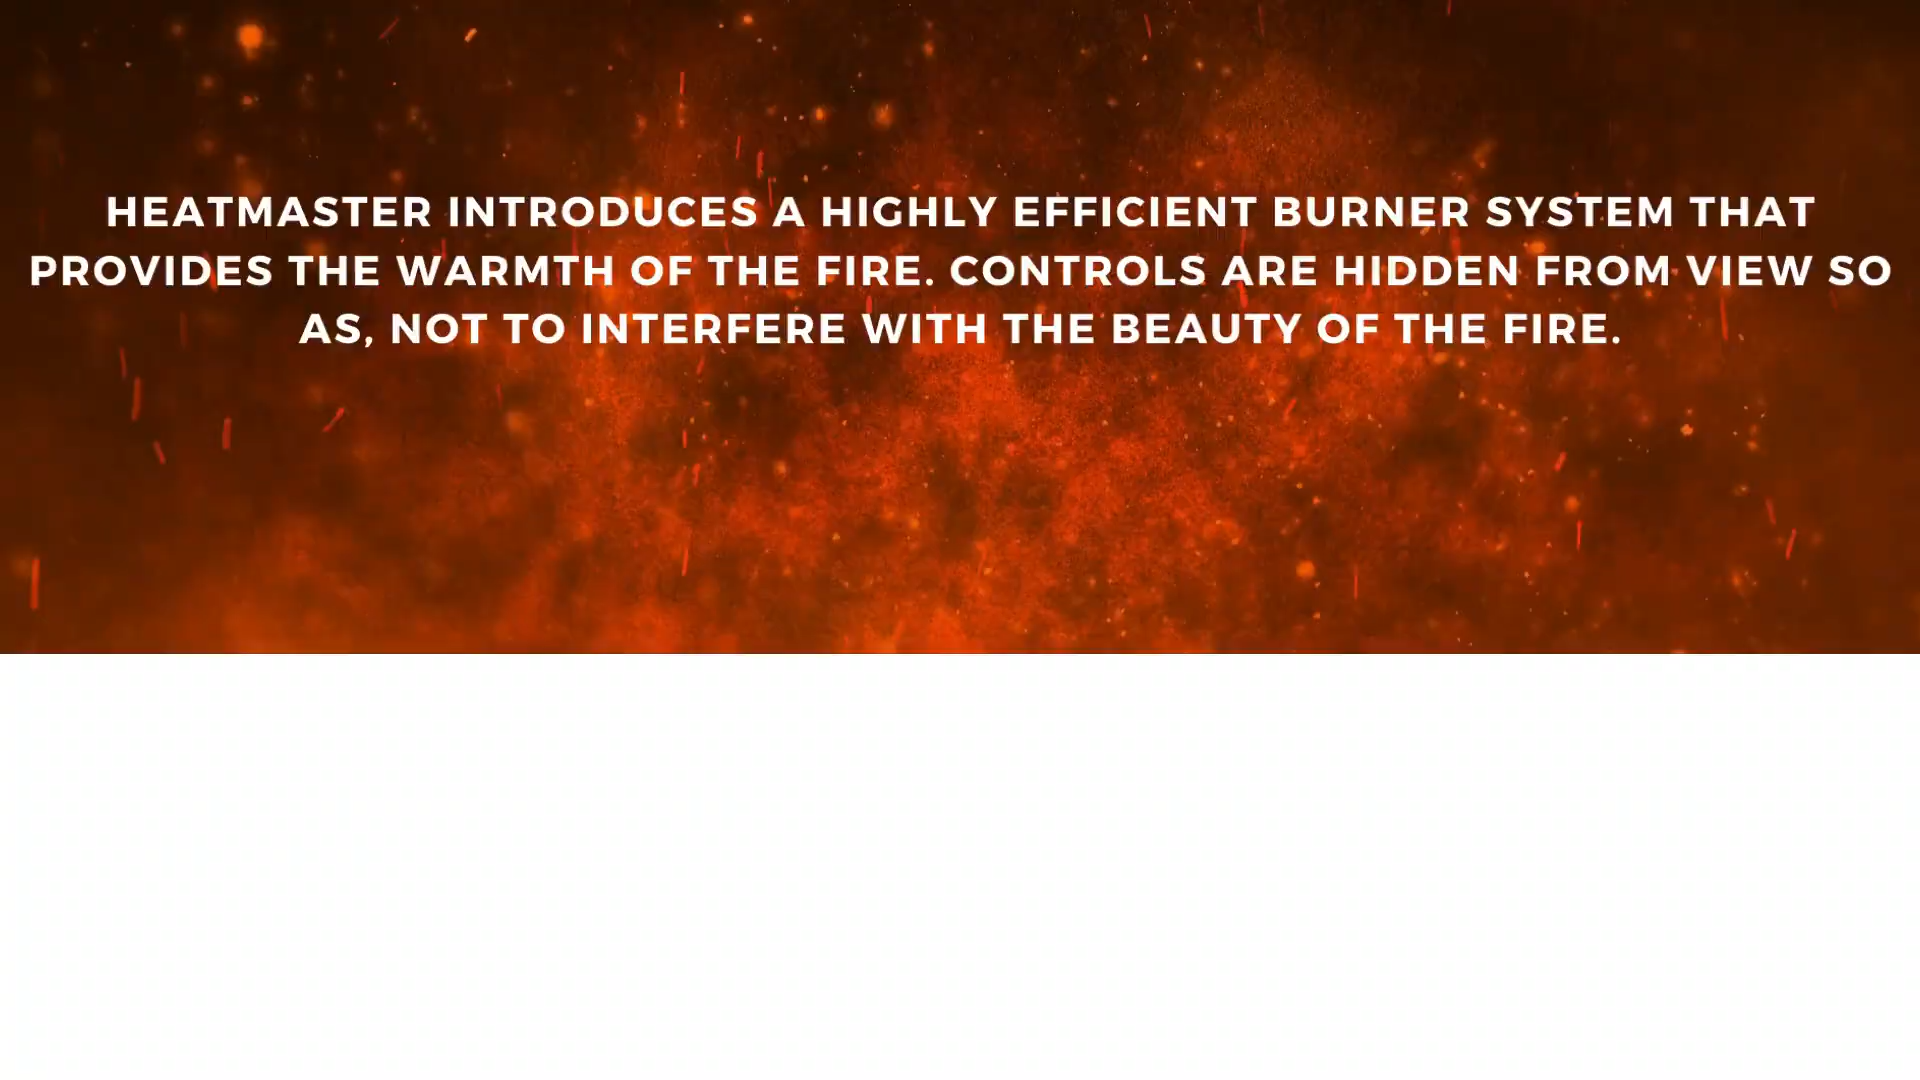 HEATMASTER INTRODUCES A HIGHLY EFFICIENT BURNER SYSTEM THAT
PROVIDES THE WARMTH OF THE FIRE. CONTROLS ARE HIDDEN FROM VIEW SO
AS, NOT TO INTERFERE WITH THE BEAUTY OF THE FIRE.